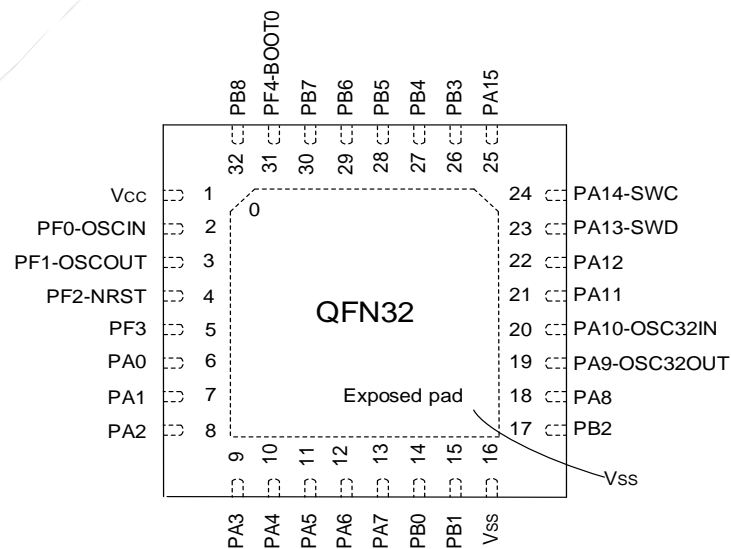 PB8
PF4-BOOT0
PB7
PB6
PB5
PB4
PB3
PA15
32
31
30
29
28
27
26
25
Vcc 1
PF0-OSCIN 2
PF1-OSCOUT 3
PF2-NRST 4
PF3 5
PA0 6
PA1 7
PA2 8
0
QFN32
Exposed pad
24 PA14-SWC
23 PA13-SWD
22 PA12
21 PA11
20 PA10-OSC32IN
19 PA9-OSC32OUT
18 PA8
17 PB2
Vss
9
10
11
12
13
14
15
16
PA3
PA4
PA5
PA6
PA7
PB0
PB1
Vss